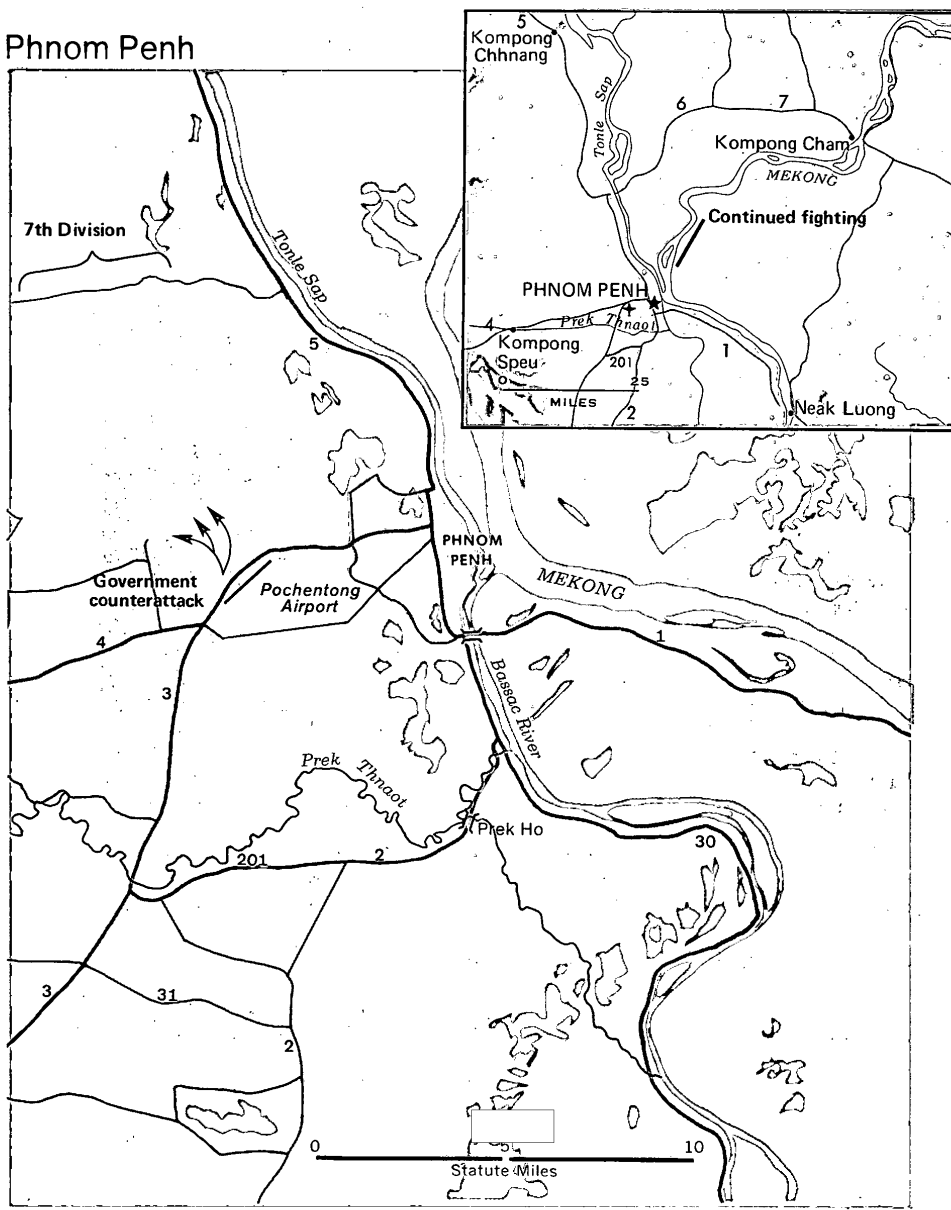 Phnom Penh
5
Kompong
Chhnang
Tonle Sap
6
7
Kompong Cham
MEKONG
Continued fighting
PHNOM PENH
4
Prek Thnaot
Kompong
Speu
201
1
0
25
MILES
2
Neak Luong
7th Division
Tonle Sap
5
PHNOM
PENH
MEKONG
Government
counterattack
Pochentong
Airport
4
3
1
Bassac River
Prek Thnaot
Prek Ho
201
2
30
3
31
2
0
5
10
Statute Miles